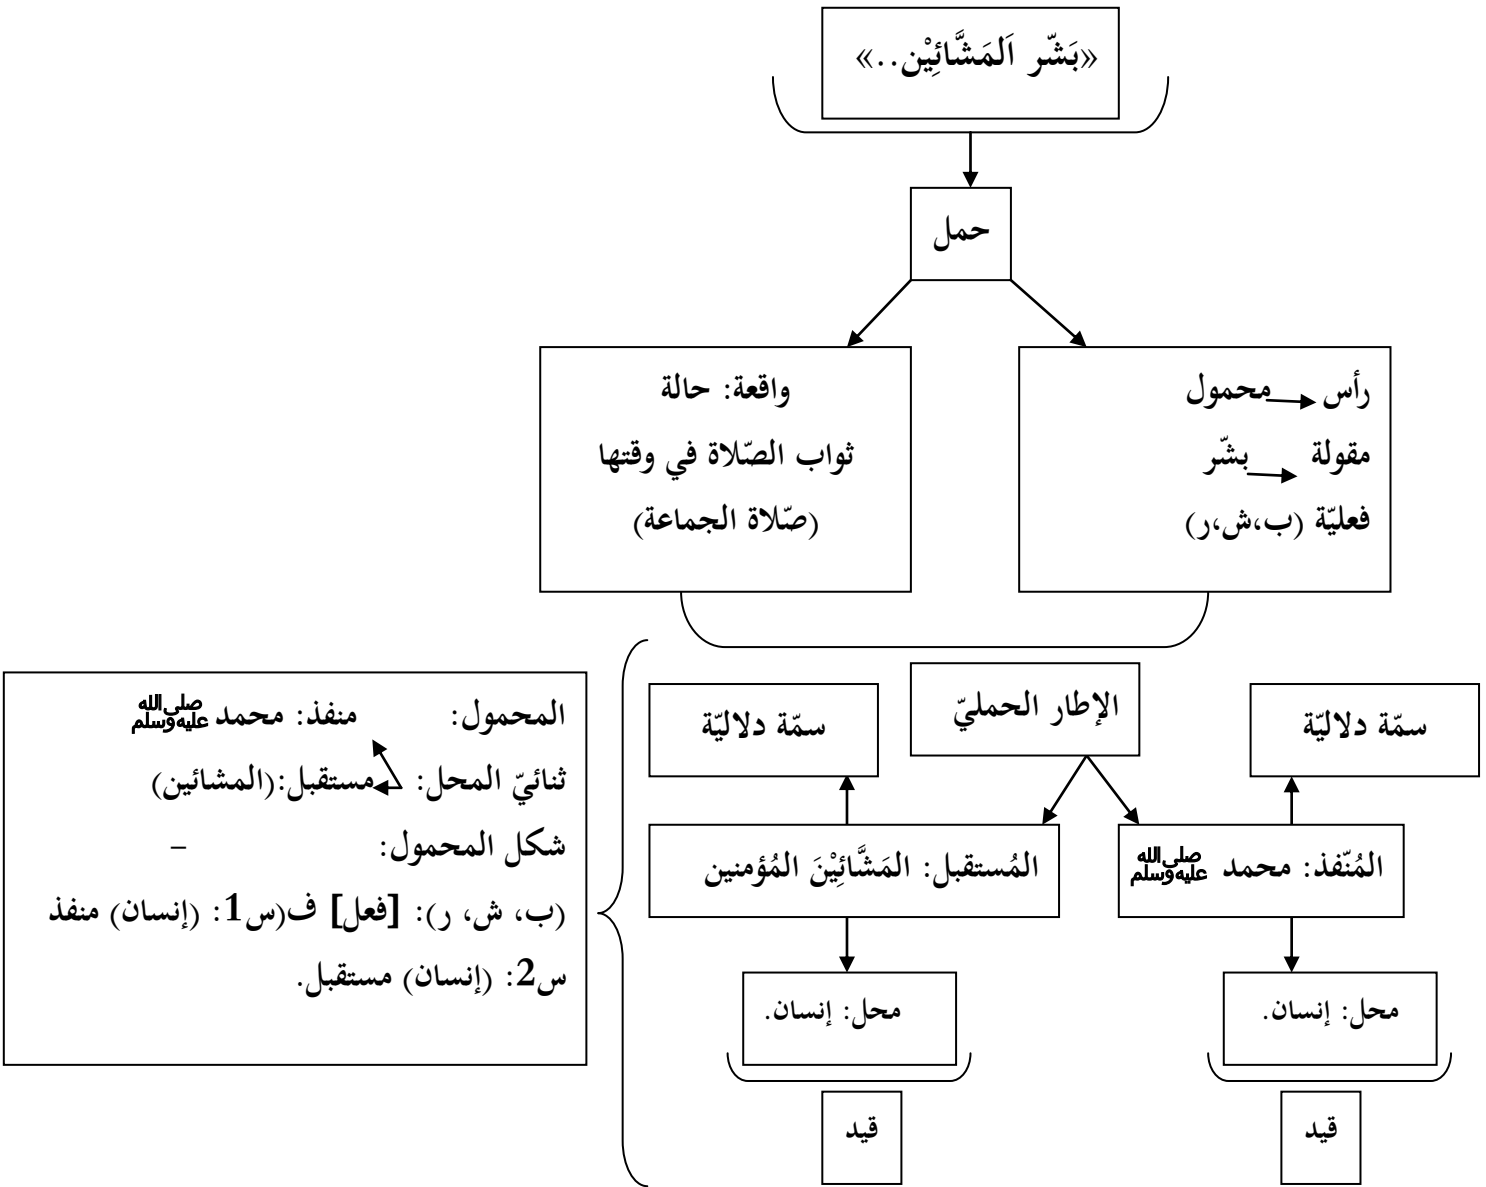 «بَشّر اَلمَشَّائِيْن..»
حمل
رأس محمول
مقولة بشّر
فعليّة (ب،ش،ر)
واقعة: حالة
ثواب الصّلاة في وقتها
(صّلاة الجماعة)
الإطار الحمليّ
سمّة دلاليّة
سمّة دلاليّة
المُنّفذ: محمد ﷺ
المُستقبل: المَشَّائِيْنَ المُؤمنين
محل: إنسان.
محل: إنسان.
قيد
قيد
المحمول: منفذ: محمد ﷺ
ثنائيّ المحل: مستقبل:(المشائين)
شكل المحمول: –
(ب، ش، ر): [فعل] ف(س1: (إنسان) منفذ
س2: (إنسان) مستقبل.